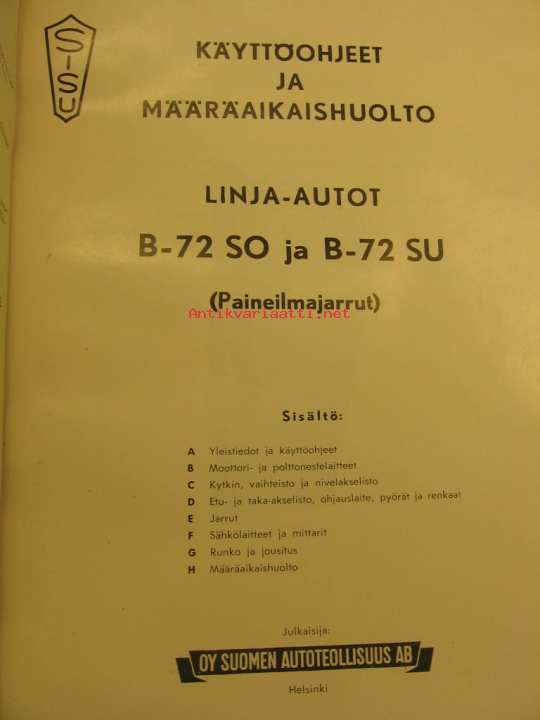 SISU
KÄYTTÖOHJEET
JA
MÄÄRÄAIKAISHUOLTO
LINJA-AUTOT
B-72 SO ja B-72 SU
(Paineilmajarrut)
Antikvariaatti.net
Sisältö:
A Yleistiedot ja käyttöohjeet
B Moottori- ja polttonestelaitteet
C Kytkin, vaihteisto ja nivelakselisto
D Etu- ja taka-akselisto, ohjauslaite, pyörät ja renkaat
E Jarrut
F Sähkölaitteet ja mittarit
G Runko ja jousitus
H Määräaikaishuolto
Julkaisija:
OY SUOMEN AUTOTEOLLISUUS AB
Helsinki